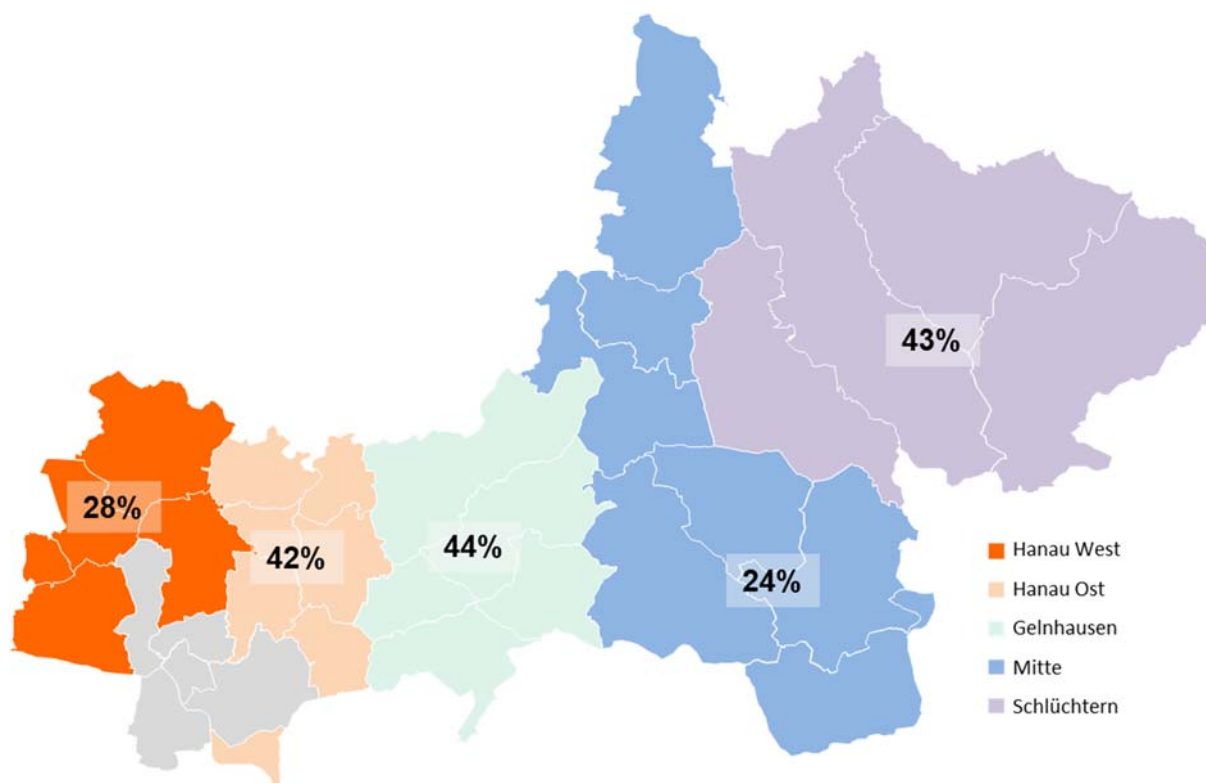 43%
28%
42%
44%
24%
Hanau West
Hanau Ost
Gelnhausen
Mitte
Schlüchtern